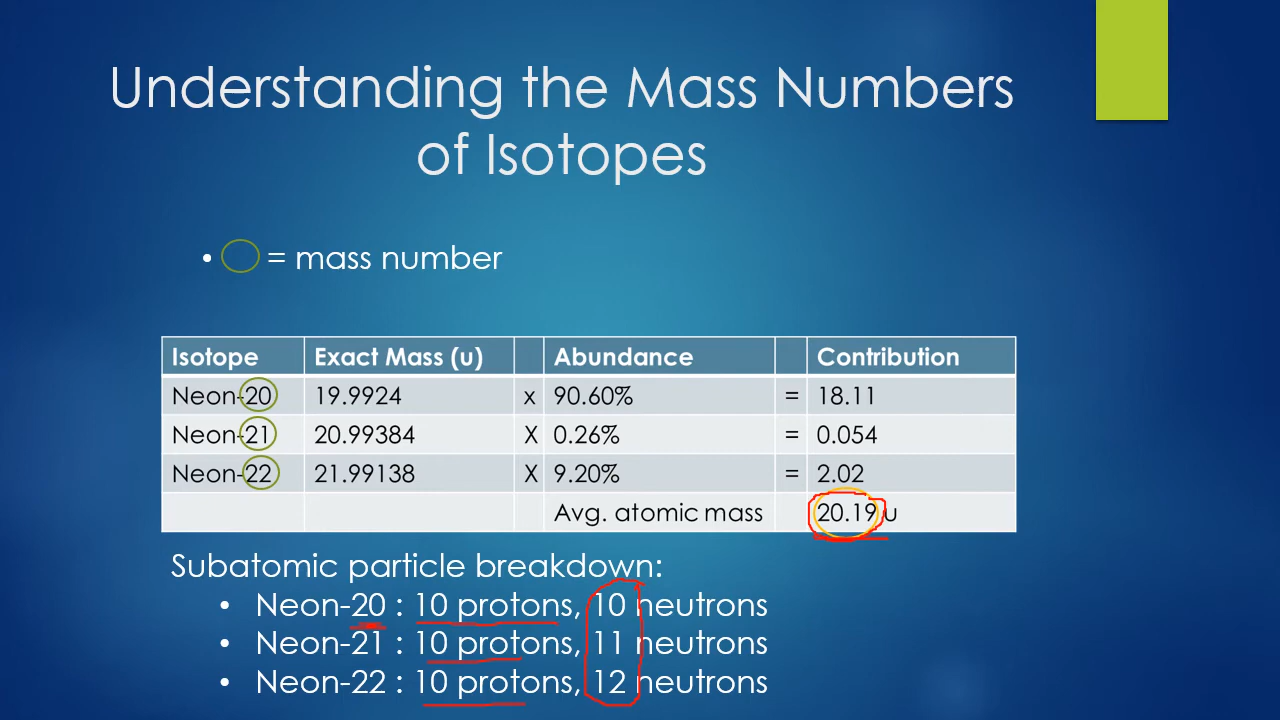 Understanding the Mass Numbers
of Isotopes
• = mass number
Isotope Exact Mass (u) Abundance Contribution
Neon-20 19.9924 x 90.60% = 18.11
Neon-21 20.99384 X 0.26% = 0.054
Neon-22 21.99138 X 9.20% = 2.02
Avg. atomic mass 20.19 u
Subatomic particle breakdown:
• Neon-20 : 10 protons, 10 neutrons
• Neon-21 : 10 protons, 11 neutrons
• Neon-22 : 10 protons, 12 neutrons